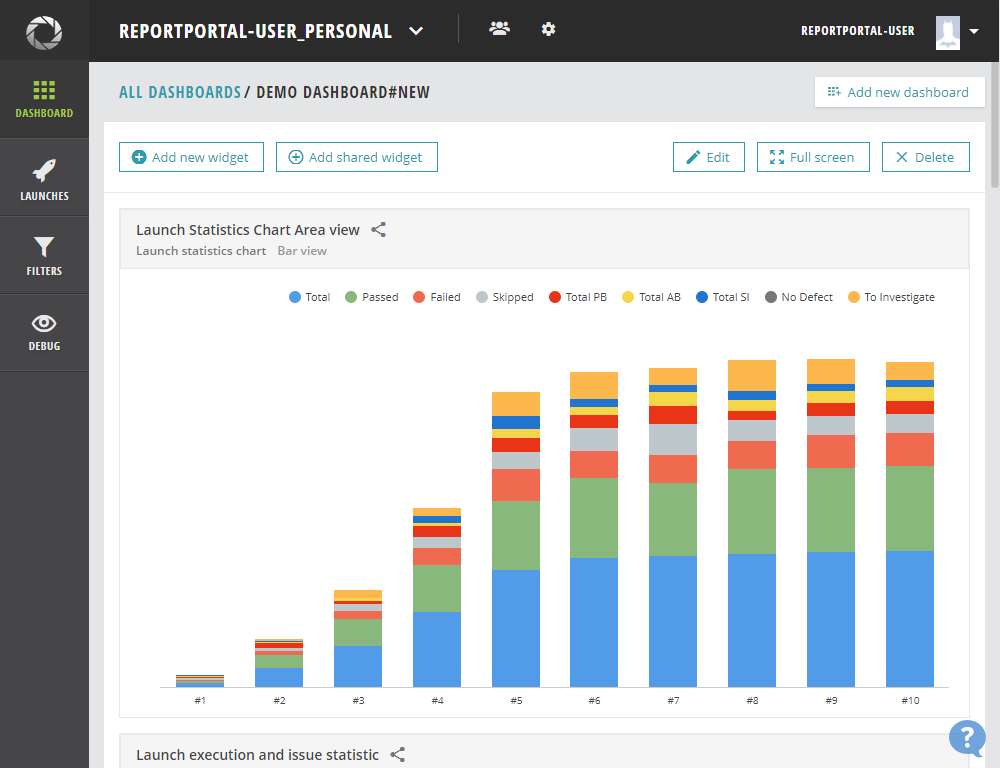 REPORTPORTAL-USER_PERSONAL
REPORTPORTAL-USER
DASHBOARD
LAUNCHES
FILTERS
DEBUG
ALL DASHBOARDS / DEMO DASHBOARD#NEW
Add new dashboard
Add new widget
Add shared widget
Edit
Full screen
Delete
Launch Statistics Chart Area view
Launch statistics chart Bar view
Total Passed Failed Skipped Total PB Total AB Total SI No Defect To Investigate
#1 #2 #3 #4 #5 #6 #7 #8 #9 #10
?
Launch execution and issue statistic